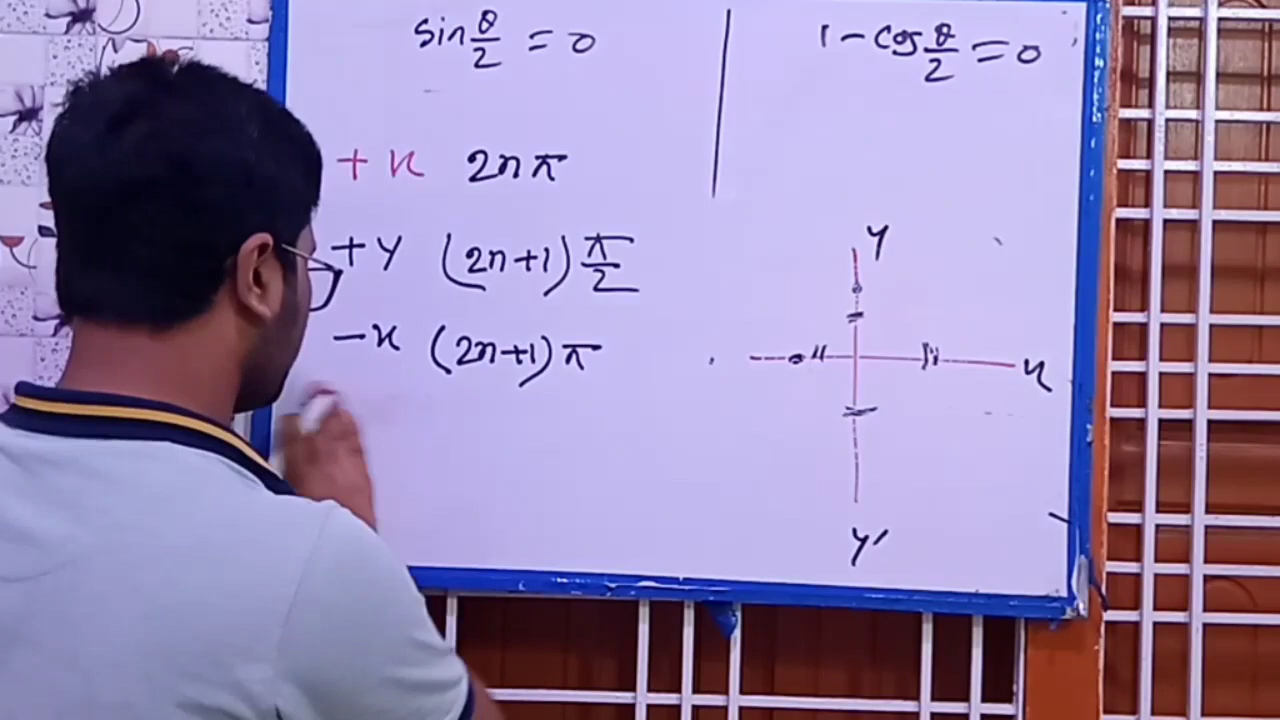 sin θ/2 = 0
1 - cos θ/2 = 0
+ x 2nπ
+ y (2n+1) π/2
- x (2n+1) π
y
x
y'